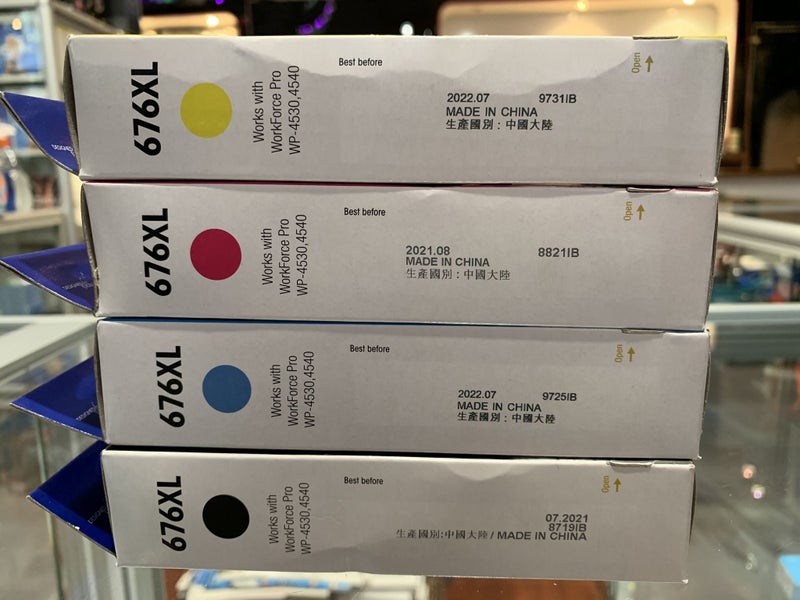 676XL
Works with
WorkForce Pro
WP-4530,4540
Best before
2022.07 9731IB
MADE IN CHINA
生產國別：中國大陸
Open
676XL
Works with
WorkForce Pro
WP-4530,4540
Best before
2021.08 8821IB
MADE IN CHINA
生產國別：中國大陸
Open
676XL
Works with
WorkForce Pro
WP-4530,4540
Best before
2022.07 9725IB
MADE IN CHINA
生產國別：中國大陸
Open
676XL
Works with
WorkForce Pro
WP-4530,4540
Best before
07.2021
8719IB
生產國別:中國大陸 / MADE IN CHINA
Open